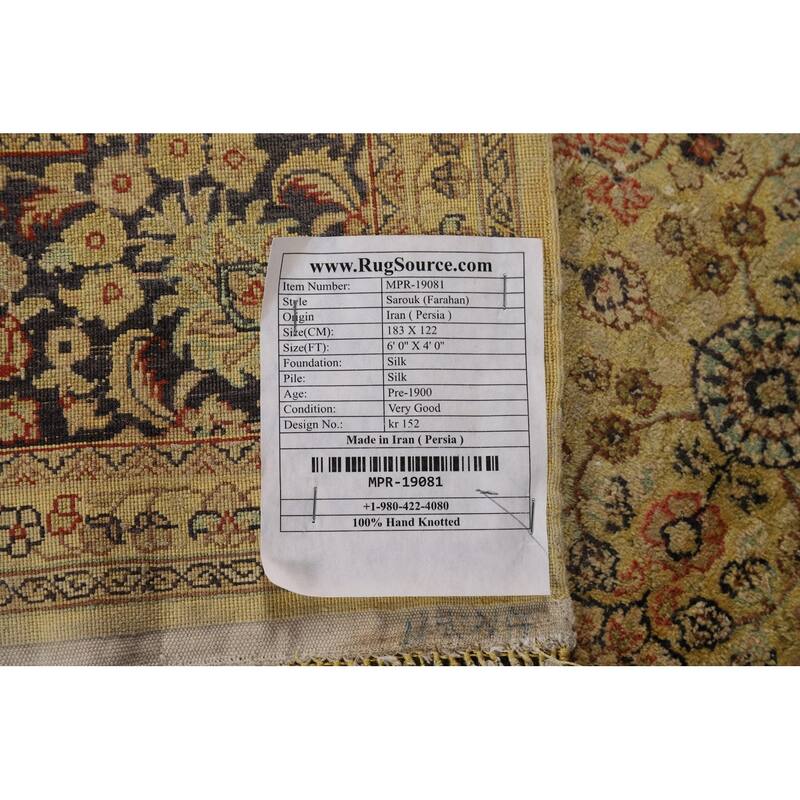 www.RugSource.com
Item Number: MPR-19081
Style Sarouk (Farahan)
Origin Iran ( Persia )
Size(CM): 183 X 122
Size(FT): 6' 0" X 4' 0"
Foundation: Silk
Pile: Silk
Age: Pre-1900
Condition: Very Good
Design No.: kr 152
Made in Iran ( Persia )
MPR-19081
+1-980-422-4080
100% Hand Knotted